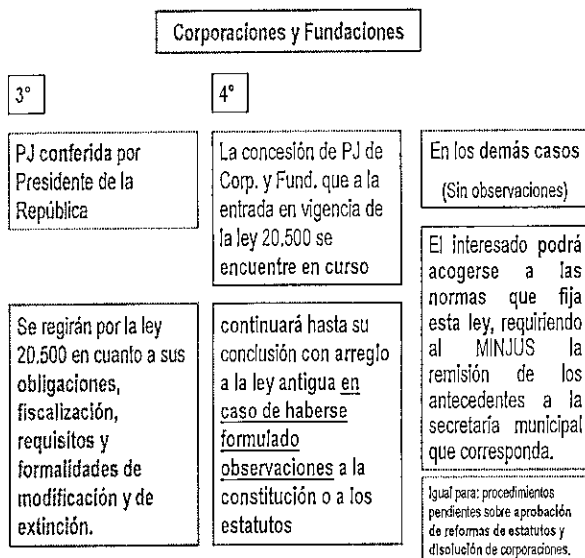 Corporaciones y Fundaciones
3°
PJ conferida por
Presidente de la
República
Se regirán por la ley
20,500 en cuanto a sus
obligaciones,
fiscalización,
requisitos y
formalidades de
modificación y de
extinción.
4°
La concesión de PJ de
Corp. y Fund. que a la
entrada en vigencia de
la ley 20,500 se
encuentre en curso
continuará hasta su
conclusión con arreglo
a la ley antigua en
caso de haberse
formulado
observaciones a la
constitución o a los
estatutos
En los demás casos
(Sin observaciones)
El interesado podrá
acogerse a las
normas que fija
esta ley, requiriendo
al MINJUS la
remisión de los
antecedentes a la
secretaría municipal
que corresponda.
Igual para: procedimientos
pendientes sobre aprobación
de reformas de estatutos y
disolución de corporaciones